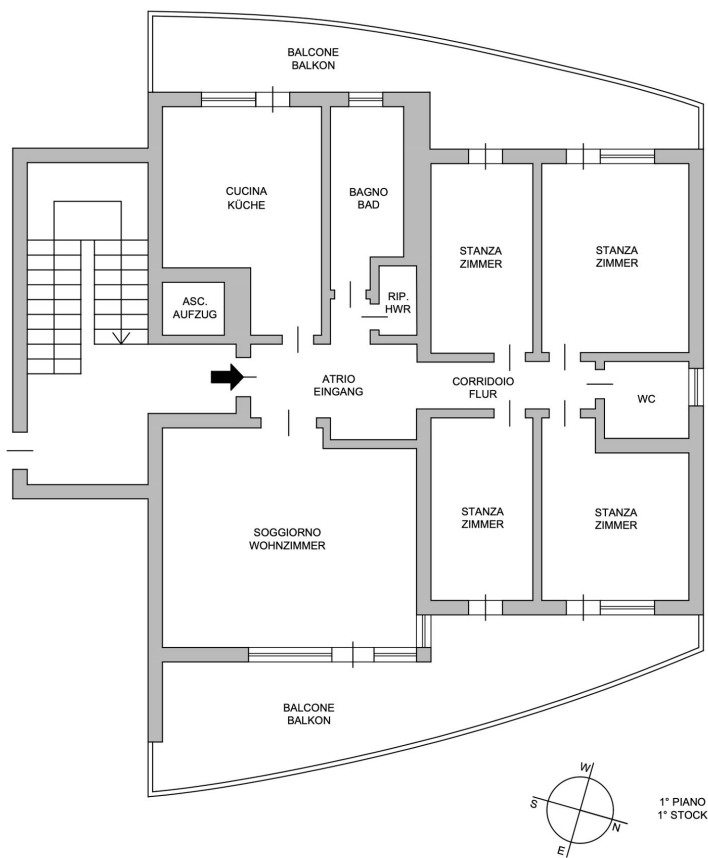 BALCONE
BALKON
CUCINA
KÜCHE
BAGNO
BAD
STANZA
ZIMMER
STANZA
ZIMMER
ASC.
AUFZUG
RIP.
HWR
ATRIO
EINGANG
CORRIDOIO
FLUR
WC
SOGGIORNO
WOHNZIMMER
STANZA
ZIMMER
STANZA
ZIMMER
BALCONE
BALKON
W
S
N
E
1° PIANO
1° STOCK